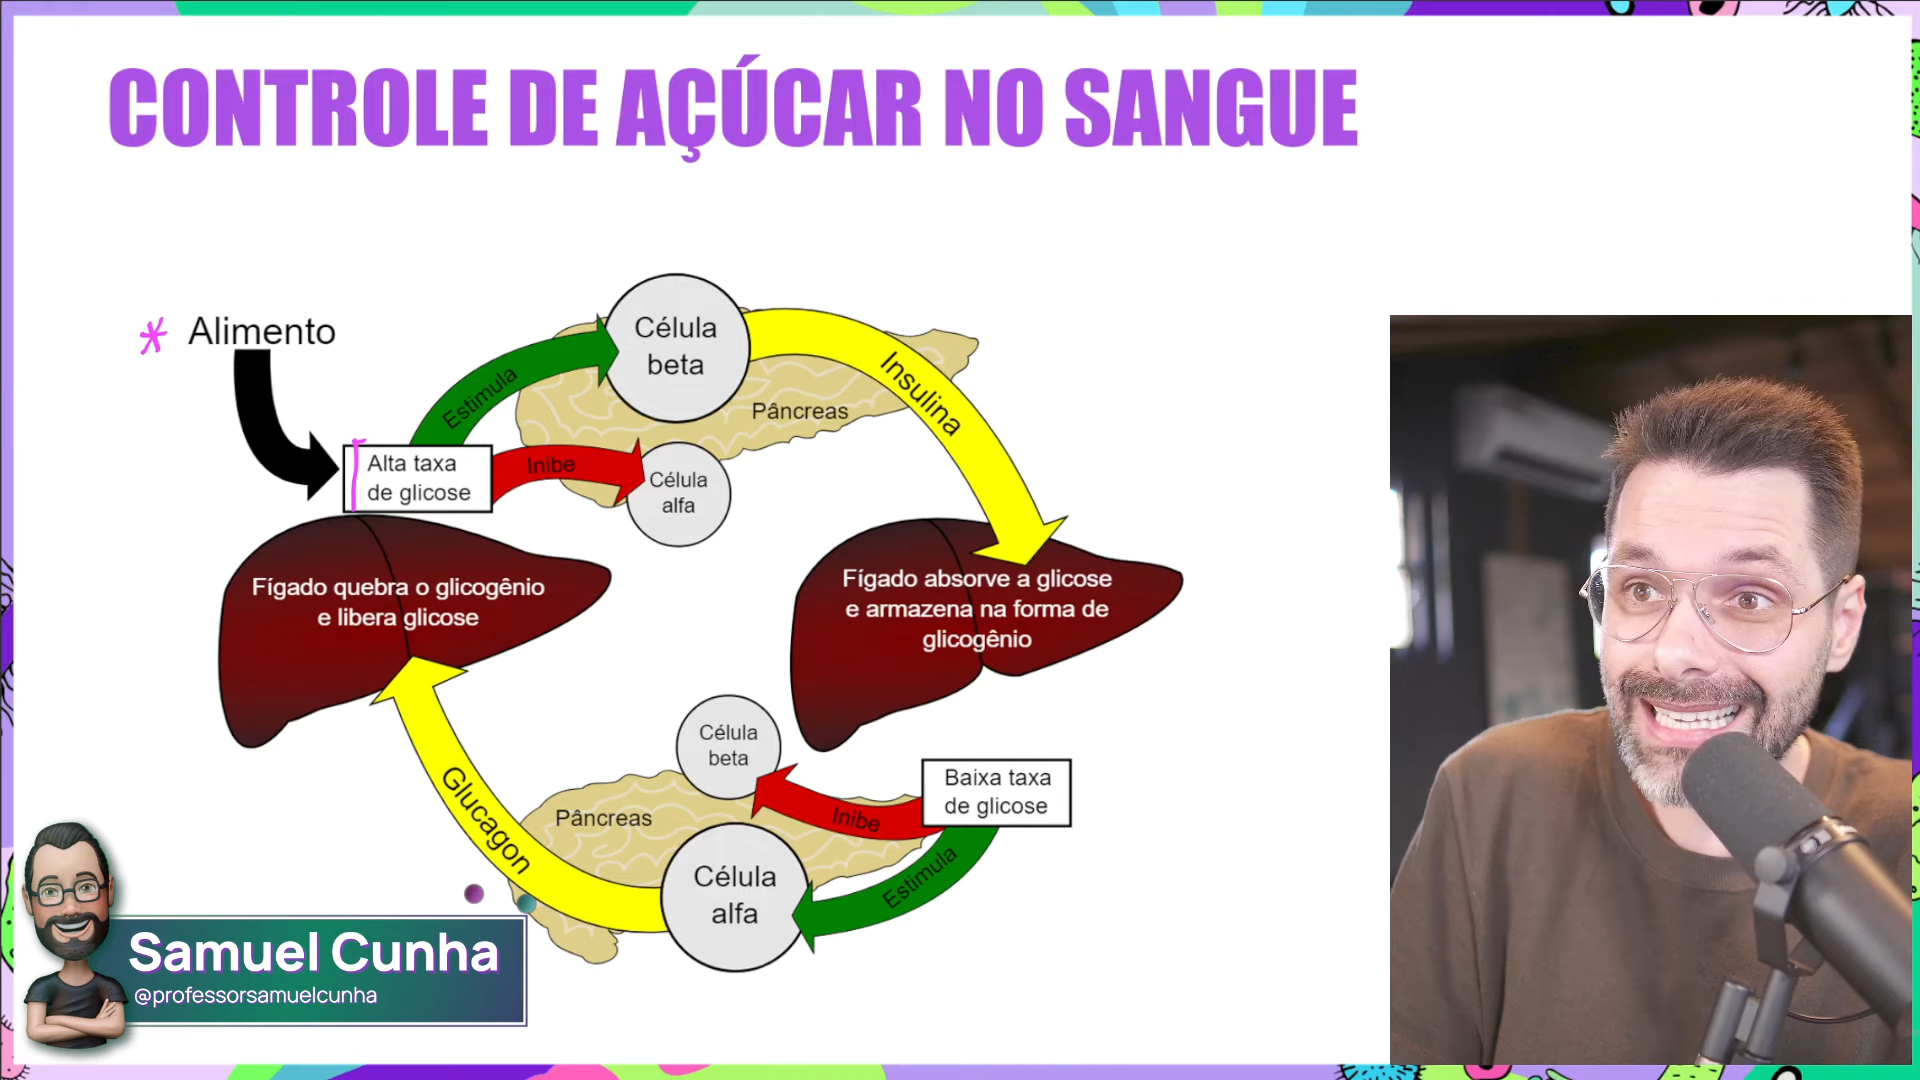 CONTROLE DE AÇÚCAR NO SANGUE
* Alimento
Célula
beta
Estimula
Insulina
Pâncreas
Alta taxa
de glicose
Inibe
Célula
alfa
Fígado quebra o glicogênio
e libera glicose
Fígado absorve a glicose
e armazena na forma de
glicogênio
Célula
beta
Baixa taxa
de glicose
Inibe
Pâncreas
Glucagon
Estimula
Célula
alfa
Samuel Cunha
@professorsamuelcunha